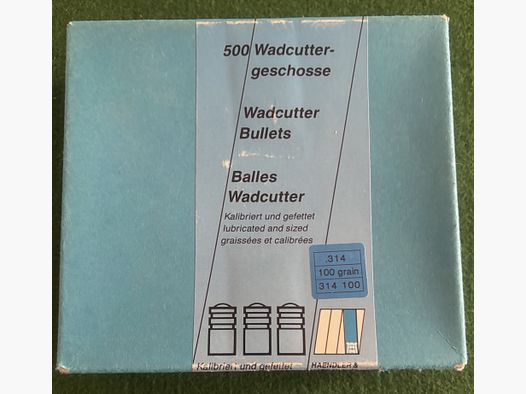 500 Wadcutter-
geschosse
Wadcutter
Bullets
Balles
Wadcutter
Kalibriert und gefettet
lubricated and sized
graissées et calibrées
.314
100 grain
314 100
Kalibriert und gefettet
HAENDLER &